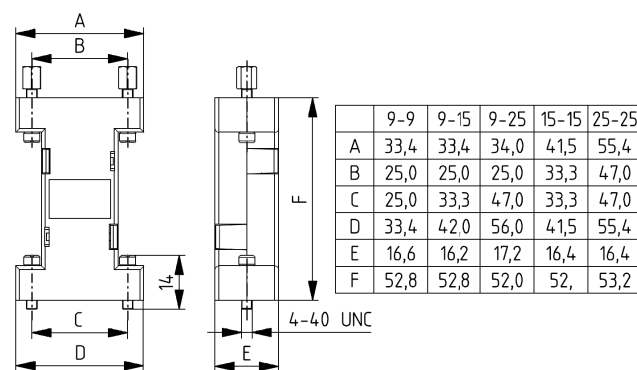 A
B
F
14
C
D
E
4-40 UNC
9-9 9-15 9-25 15-15 25-25
A 33,4 33,4 34,0 41,5 55,4
B 25,0 25,0 25,0 33,3 47,0
C 25,0 33,3 47,0 33,3 47,0
D 33,4 42,0 56,0 41,5 55,4
E 16,6 16,2 17,2 16,4 16,4
F 52,8 52,8 52,0 52, 53,2